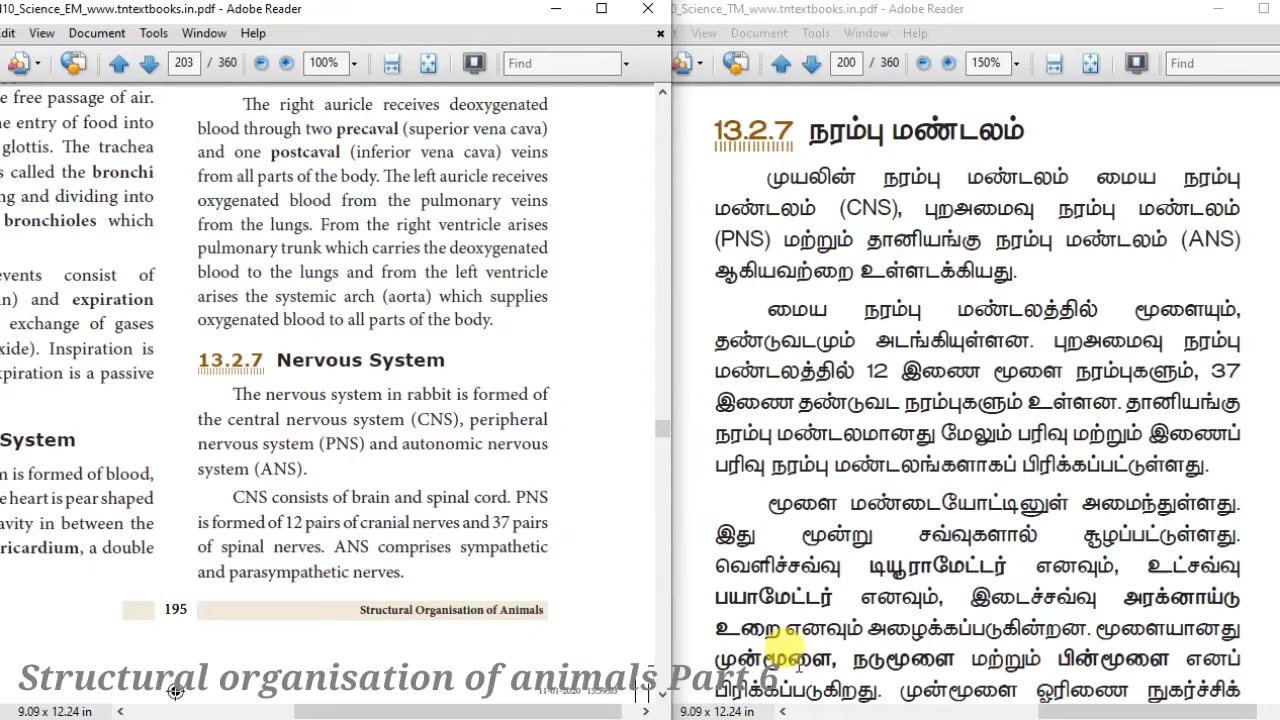 I10_Science_EM_www.tntextbooks.in.pdf - Adobe Reader
dit View Document Tools Window Help
203 / 360 100% Find
e free passage of air.
he entry of food into
glottis. The trachea
s called the bronchi
ng and dividing into
bronchioles which
events consist of
n) and expiration
exchange of gases
xide). Inspiration is
xpiration is a passive
System
m is formed of blood,
e heart is pear shaped
avity in between the
ricardium, a double
The right auricle receives deoxygenated
blood through two precaval (superior vena cava)
and one postcaval (inferior vena cava) veins
from all parts of the body. The left auricle receives
oxygenated blood from the pulmonary veins
from the lungs. From the right ventricle arises
pulmonary trunk which carries the deoxygenated
blood to the lungs and from the left ventricle
arises the systemic arch (aorta) which supplies
oxygenated blood to all parts of the body.
13.2.7 Nervous System
The nervous system in rabbit is formed of
the central nervous system (CNS), peripheral
nervous system (PNS) and autonomic nervous
system (ANS).
CNS consists of brain and spinal cord. PNS
is formed of 12 pairs of cranial nerves and 37 pairs
of spinal nerves. ANS comprises sympathetic
and parasympathetic nerves.
195 Structural Organisation of Animals
9.09 x 12.24 in
0_Science_TM_www.tntextbooks.in.pdf - Adobe Reader
t View Document Tools Window Help
200 / 360 150% Find
13.2.7 நரம்பு மண்டலம்
முயலின் நரம்பு மண்டலம் மைய நரம்பு
மண்டலம் (CNS), புறஅமைவு நரம்பு மண்டலம்
(PNS) மற்றும் தானியங்கு நரம்பு மண்டலம் (ANS)
ஆகியவற்றை உள்ளடக்கியது.
மைய நரம்பு மண்டலத்தில் மூளையும்,
தண்டுவடமும் அடங்கியுள்ளன. புறஅமைவு நரம்பு
மண்டலத்தில் 12 இணை மூளை நரம்புகளும், 37
இணை தண்டுவட நரம்புகளும் உள்ளன. தானியங்கு
நரம்பு மண்டலமானது மேலும் பரிவு மற்றும் இணைப்
பரிவு நரம்பு மண்டலங்களாகப் பிரிக்கப்பட்டுள்ளது.
மூளை மண்டையோட்டினுள் அமைந்துள்ளது.
இது மூன்று சவ்வுகளால் சூழப்பட்டுள்ளது.
வெளிச்சவ்வு டியூராமேட்டர் எனவும், உட்சவ்வு
பயாமேட்டர் எனவும், இடைச்சவ்வு அரக்னாய்டு
உறை எனவும் அழைக்கப்படுகின்றன. மூளையானது
முன்மூளை, நடுமூளை மற்றும் பின்மூளை எனப்
பிரிக்கப்படுகிறது. முன்மூளை ஓரிணை நுகர்ச்சிக்
9.09 x 12.24 in
Structural organisation of animals Part 6